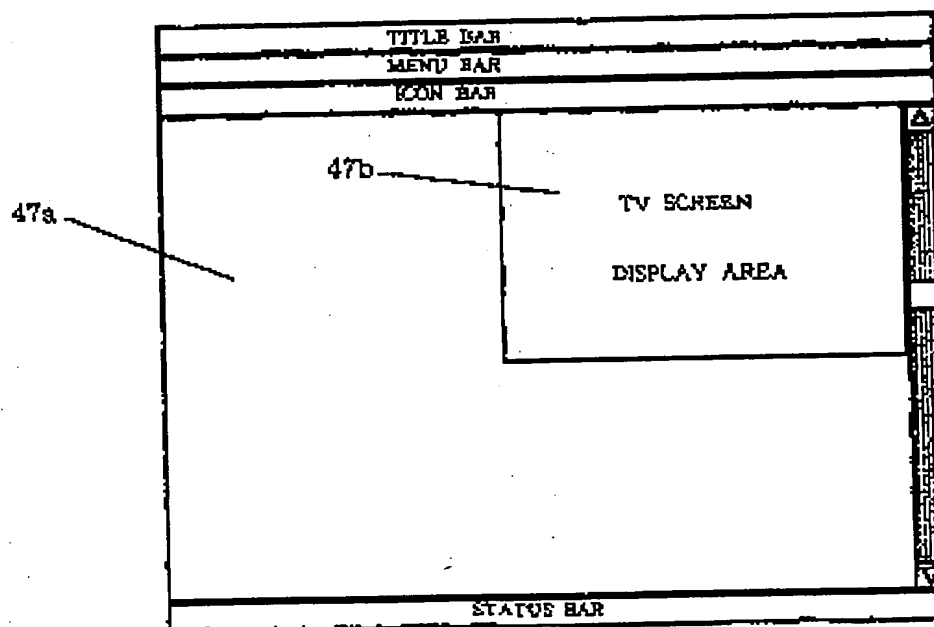 TITLE BAR
MENU BAR
ICON BAR
47b
TV SCREEN
47a
DISPLAY AREA
STATUS BAR